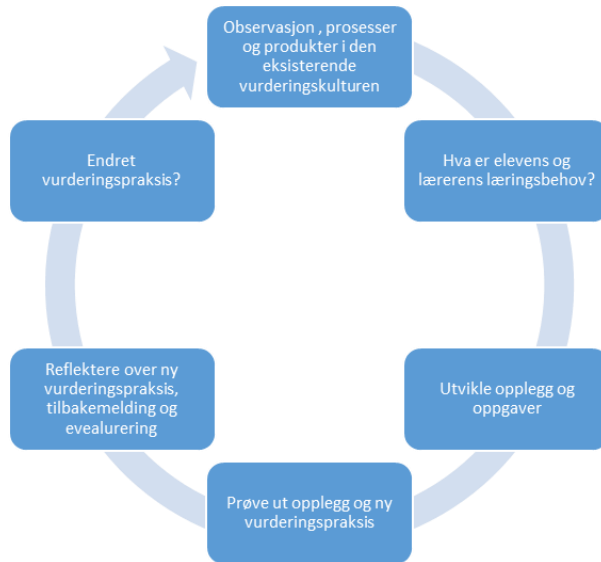 Observasjon , prosesser
og produkter i den
eksisterende
vurderingskulturen
Hva er elevens og
lærerens læringsbehov?
Utvikle opplegg og
oppgaver
Prøve ut opplegg og ny
vurderingspraksis
Reflektere over ny
vurderingspraksis,
tilbakemelding og
evealurering
Endret
vurderingspraksis?